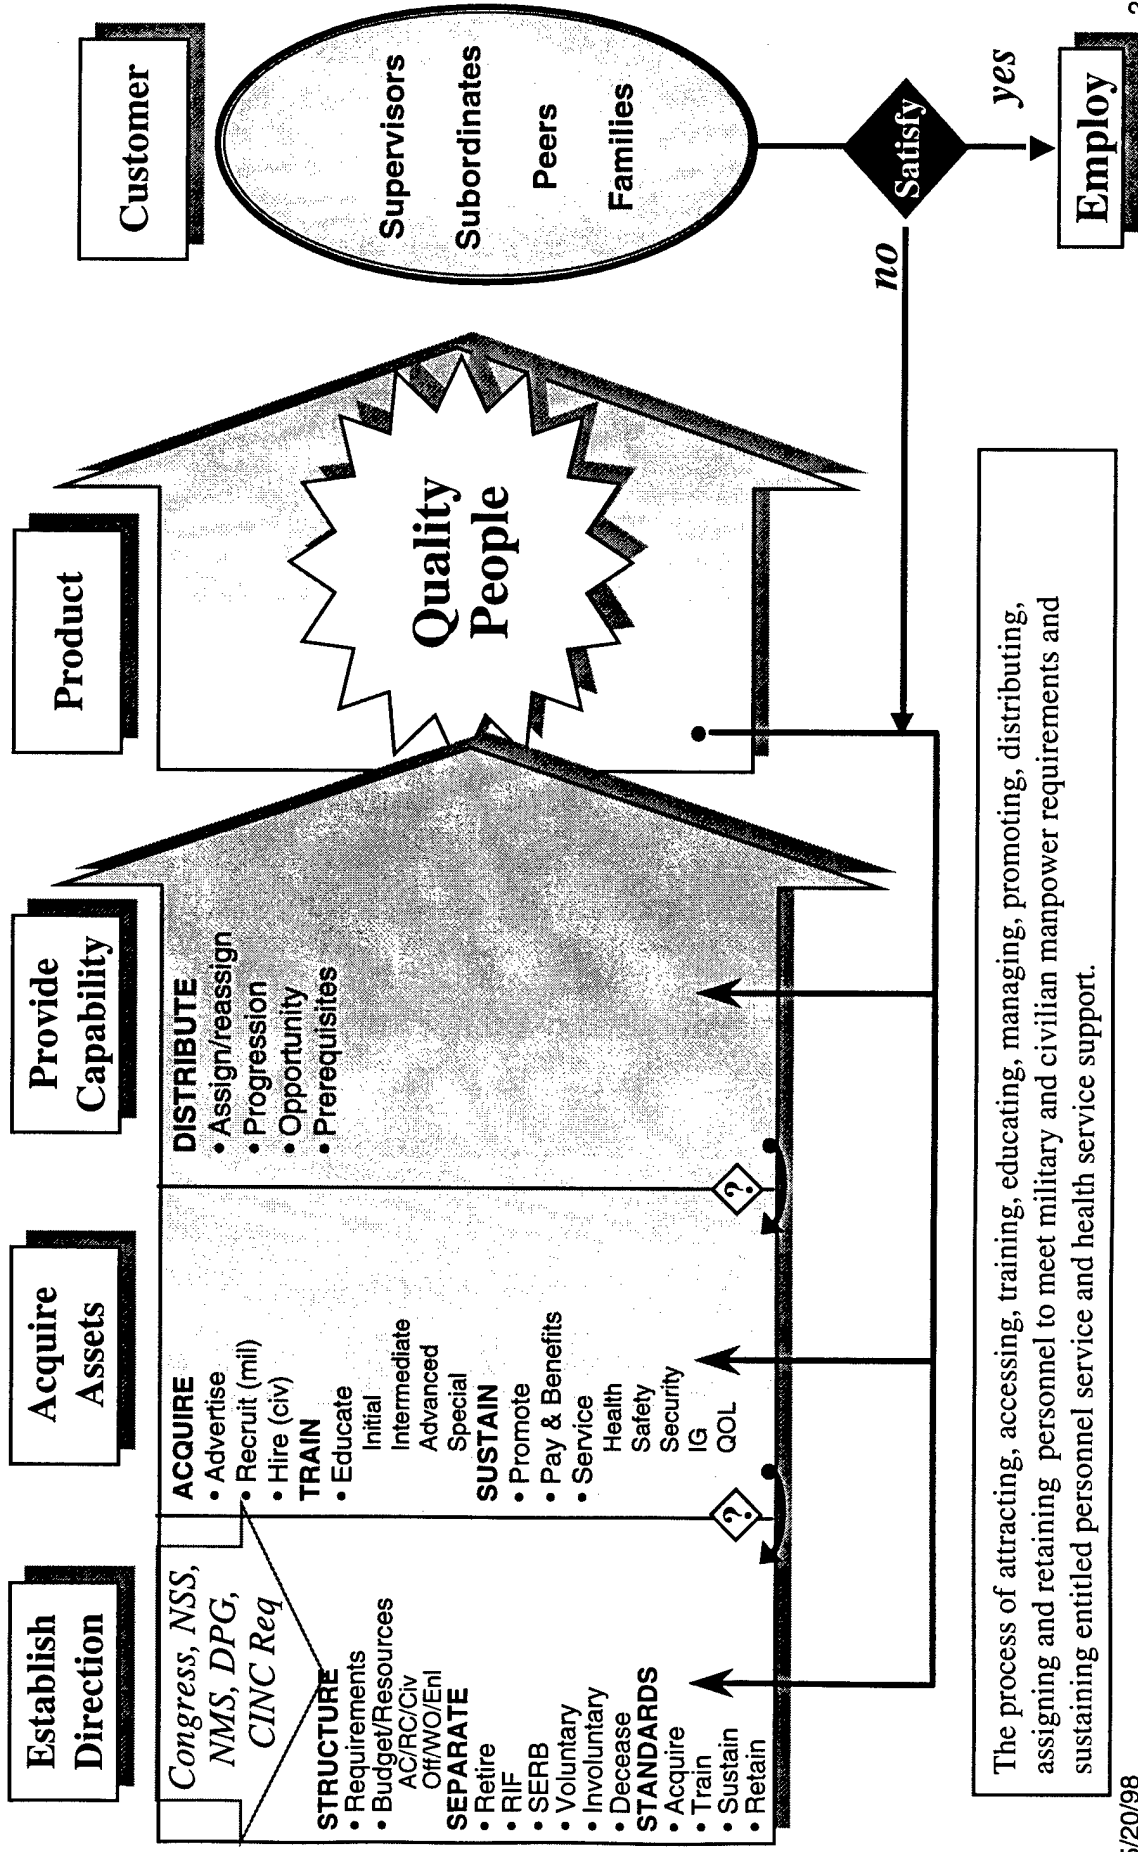 Establish
Direction
Acquire
Assets
Provide
Capability
Product
Customer
Congress, NSS,
NMS, DPG,
CINC Req
STRUCTURE
• Requirements
• Budget/Resources
AC/RC/Civ
Off/WO/Enl
SEPARATE
• Retire
• RIF
• SERB
• Voluntary
• Involuntary
• Decease
STANDARDS
• Acquire
• Train
• Sustain
• Retain
?
ACQUIRE
• Advertise
• Recruit (mil)
• Hire (civ)
TRAIN
• Educate
Initial
Intermediate
Advanced
Special
SUSTAIN
• Promote
• Pay & Benefits
• Service
Health
Safety
Security
IG
QOL
?
DISTRIBUTE
• Assign/reassign
• Progression
• Opportunity
• Prerequisites
Quality
People
Supervisors
Subordinates
Peers
Families
Satisfy
no
yes
Employ
The process of attracting, accessing, training, educating, managing, promoting, distributing,
assigning and retaining personnel to meet military and civilian manpower requirements and
sustaining entitled personnel service and health service support.
5/20/98